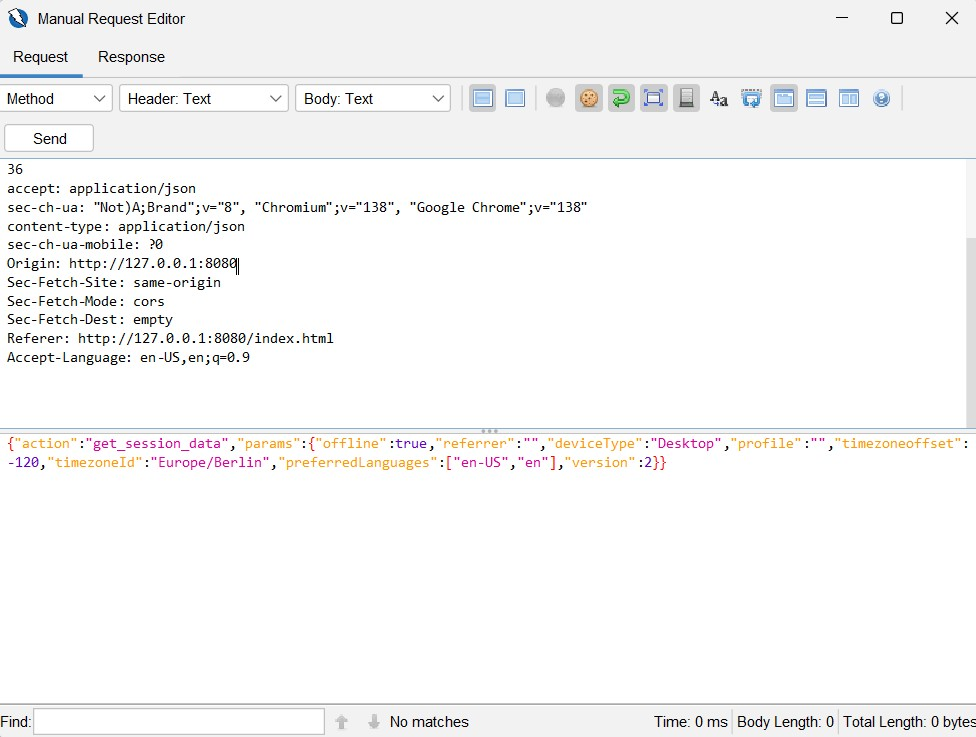 Manual Request Editor
Request Response
Method Header: Text Body: Text
Send
36
accept: application/json
sec-ch-ua: "Not)A;Brand";v="8", "Chromium";v="138", "Google Chrome";v="138"
content-type: application/json
sec-ch-ua-mobile: ?0
Origin: http://127.0.0.1:8080
Sec-Fetch-Site: same-origin
Sec-Fetch-Mode: cors
Sec-Fetch-Dest: empty
Referer: http://127.0.0.1:8080/index.html
Accept-Language: en-US,en;q=0.9
{"action":"get_session_data","params":{"offline":true,"referrer":"","deviceType":"Desktop","profile":"","timezoneoffset":
-120,"timezoneId":"Europe/Berlin","preferredLanguages":["en-US","en"],"version":2}}
Find: No matches Time: 0 ms Body Length: 0 Total Length: 0 bytes